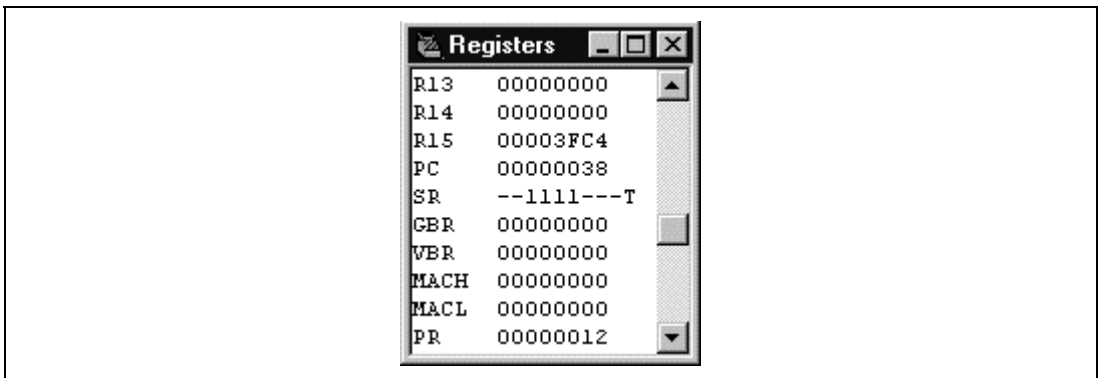 Registers
R13 00000000
R14 00000000
R15 00003FC4
PC 00000038
SR --1111---T
GBR 00000000
VBR 00000000
MACH 00000000
MACL 00000000
PR 00000012